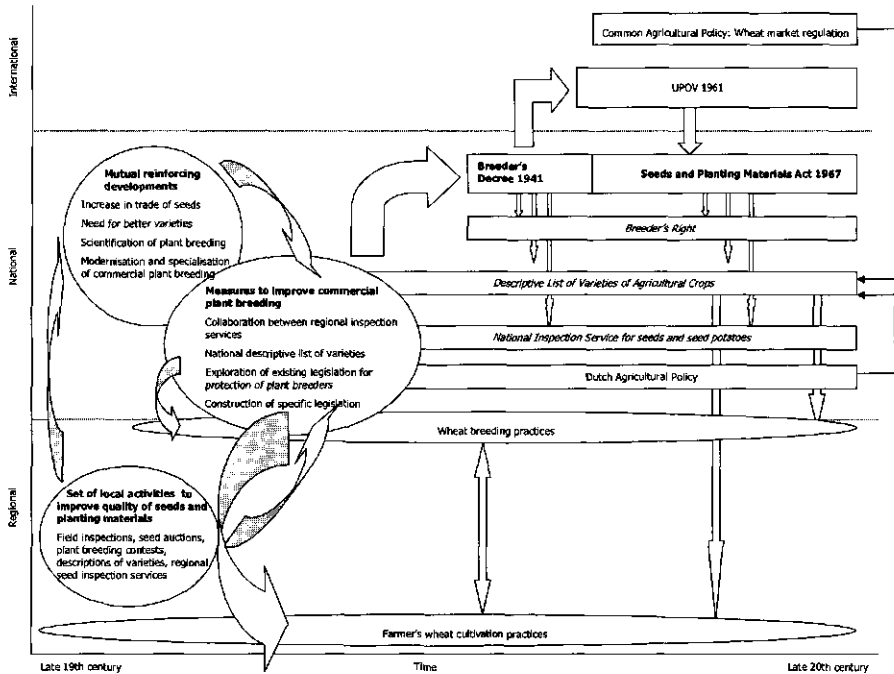 International
Common Agricultural Policy: Wheat market regulation
UPOV 1961
National
Breeder's
Decree 1941
Seeds and Planting Materials Act 1967
Mutual reinforcing
developments
Increase in trade of seeds
Need for better varieties
Scientification of plant breeding
Modernisation and specialisation
of commercial plant breeding
Breeder's Right
Measures to improve commercial
plant breeding
Collaboration between regional inspection
services
National descriptive list of varieties
Exploration of existing legislation for
protection of plant breeders
Construction of specific legislation
Descriptive List of Varieties of Agricultural Crops
National Inspection Service for seeds and seed potatoes
Dutch Agricultural Policy
Regional
Wheat breeding practices
Set of local activities to
improve quality of seeds and
planting materials
Field inspections, seed auctions,
plant breeding contests,
descriptions of varieties, regional
seed inspection services
Farmer's wheat cultivation practices
Late 19th century
Time
Late 20th century